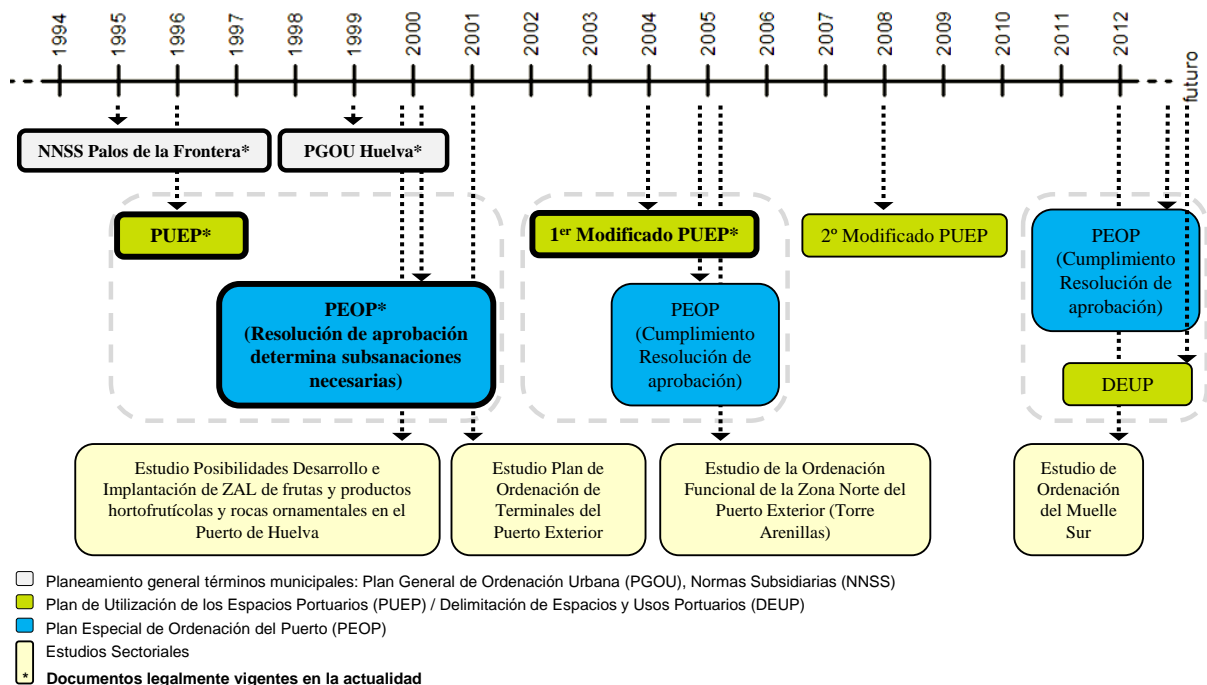 1994
1995
1996
1997
1998
1999
2000
2001
2002
2003
2004
2005
2006
2007
2008
2009
2010
2011
2012
futuro
NNSS Palos de la Frontera*
PGOU Huelva*
PUEP*
1er Modificado PUEP*
2º Modificado PUEP
PEOP
(Cumplimiento
Resolución de
aprobación)
PEOP*
(Resolución de aprobación
determina subsanaciones
necesarias)
PEOP
(Cumplimiento
Resolución de
aprobación)
DEUP
Estudio Posibilidades Desarrollo e
Implantación de ZAL de frutas y productos
hortofrutícolas y rocas ornamentales en el
Puerto de Huelva
Estudio Plan de
Ordenación de
Terminales del
Puerto Exterior
Estudio de la Ordenación
Funcional de la Zona Norte del
Puerto Exterior (Torre
Arenillas)
Estudio de
Ordenación
del Muelle
Sur
Planeamiento general términos municipales: Plan General de Ordenación Urbana (PGOU), Normas Subsidiarias (NNSS)
Plan de Utilización de los Espacios Portuarios (PUEP) / Delimitación de Espacios y Usos Portuarios (DEUP)
Plan Especial de Ordenación del Puerto (PEOP)
Estudios Sectoriales
* Documentos legalmente vigentes en la actualidad